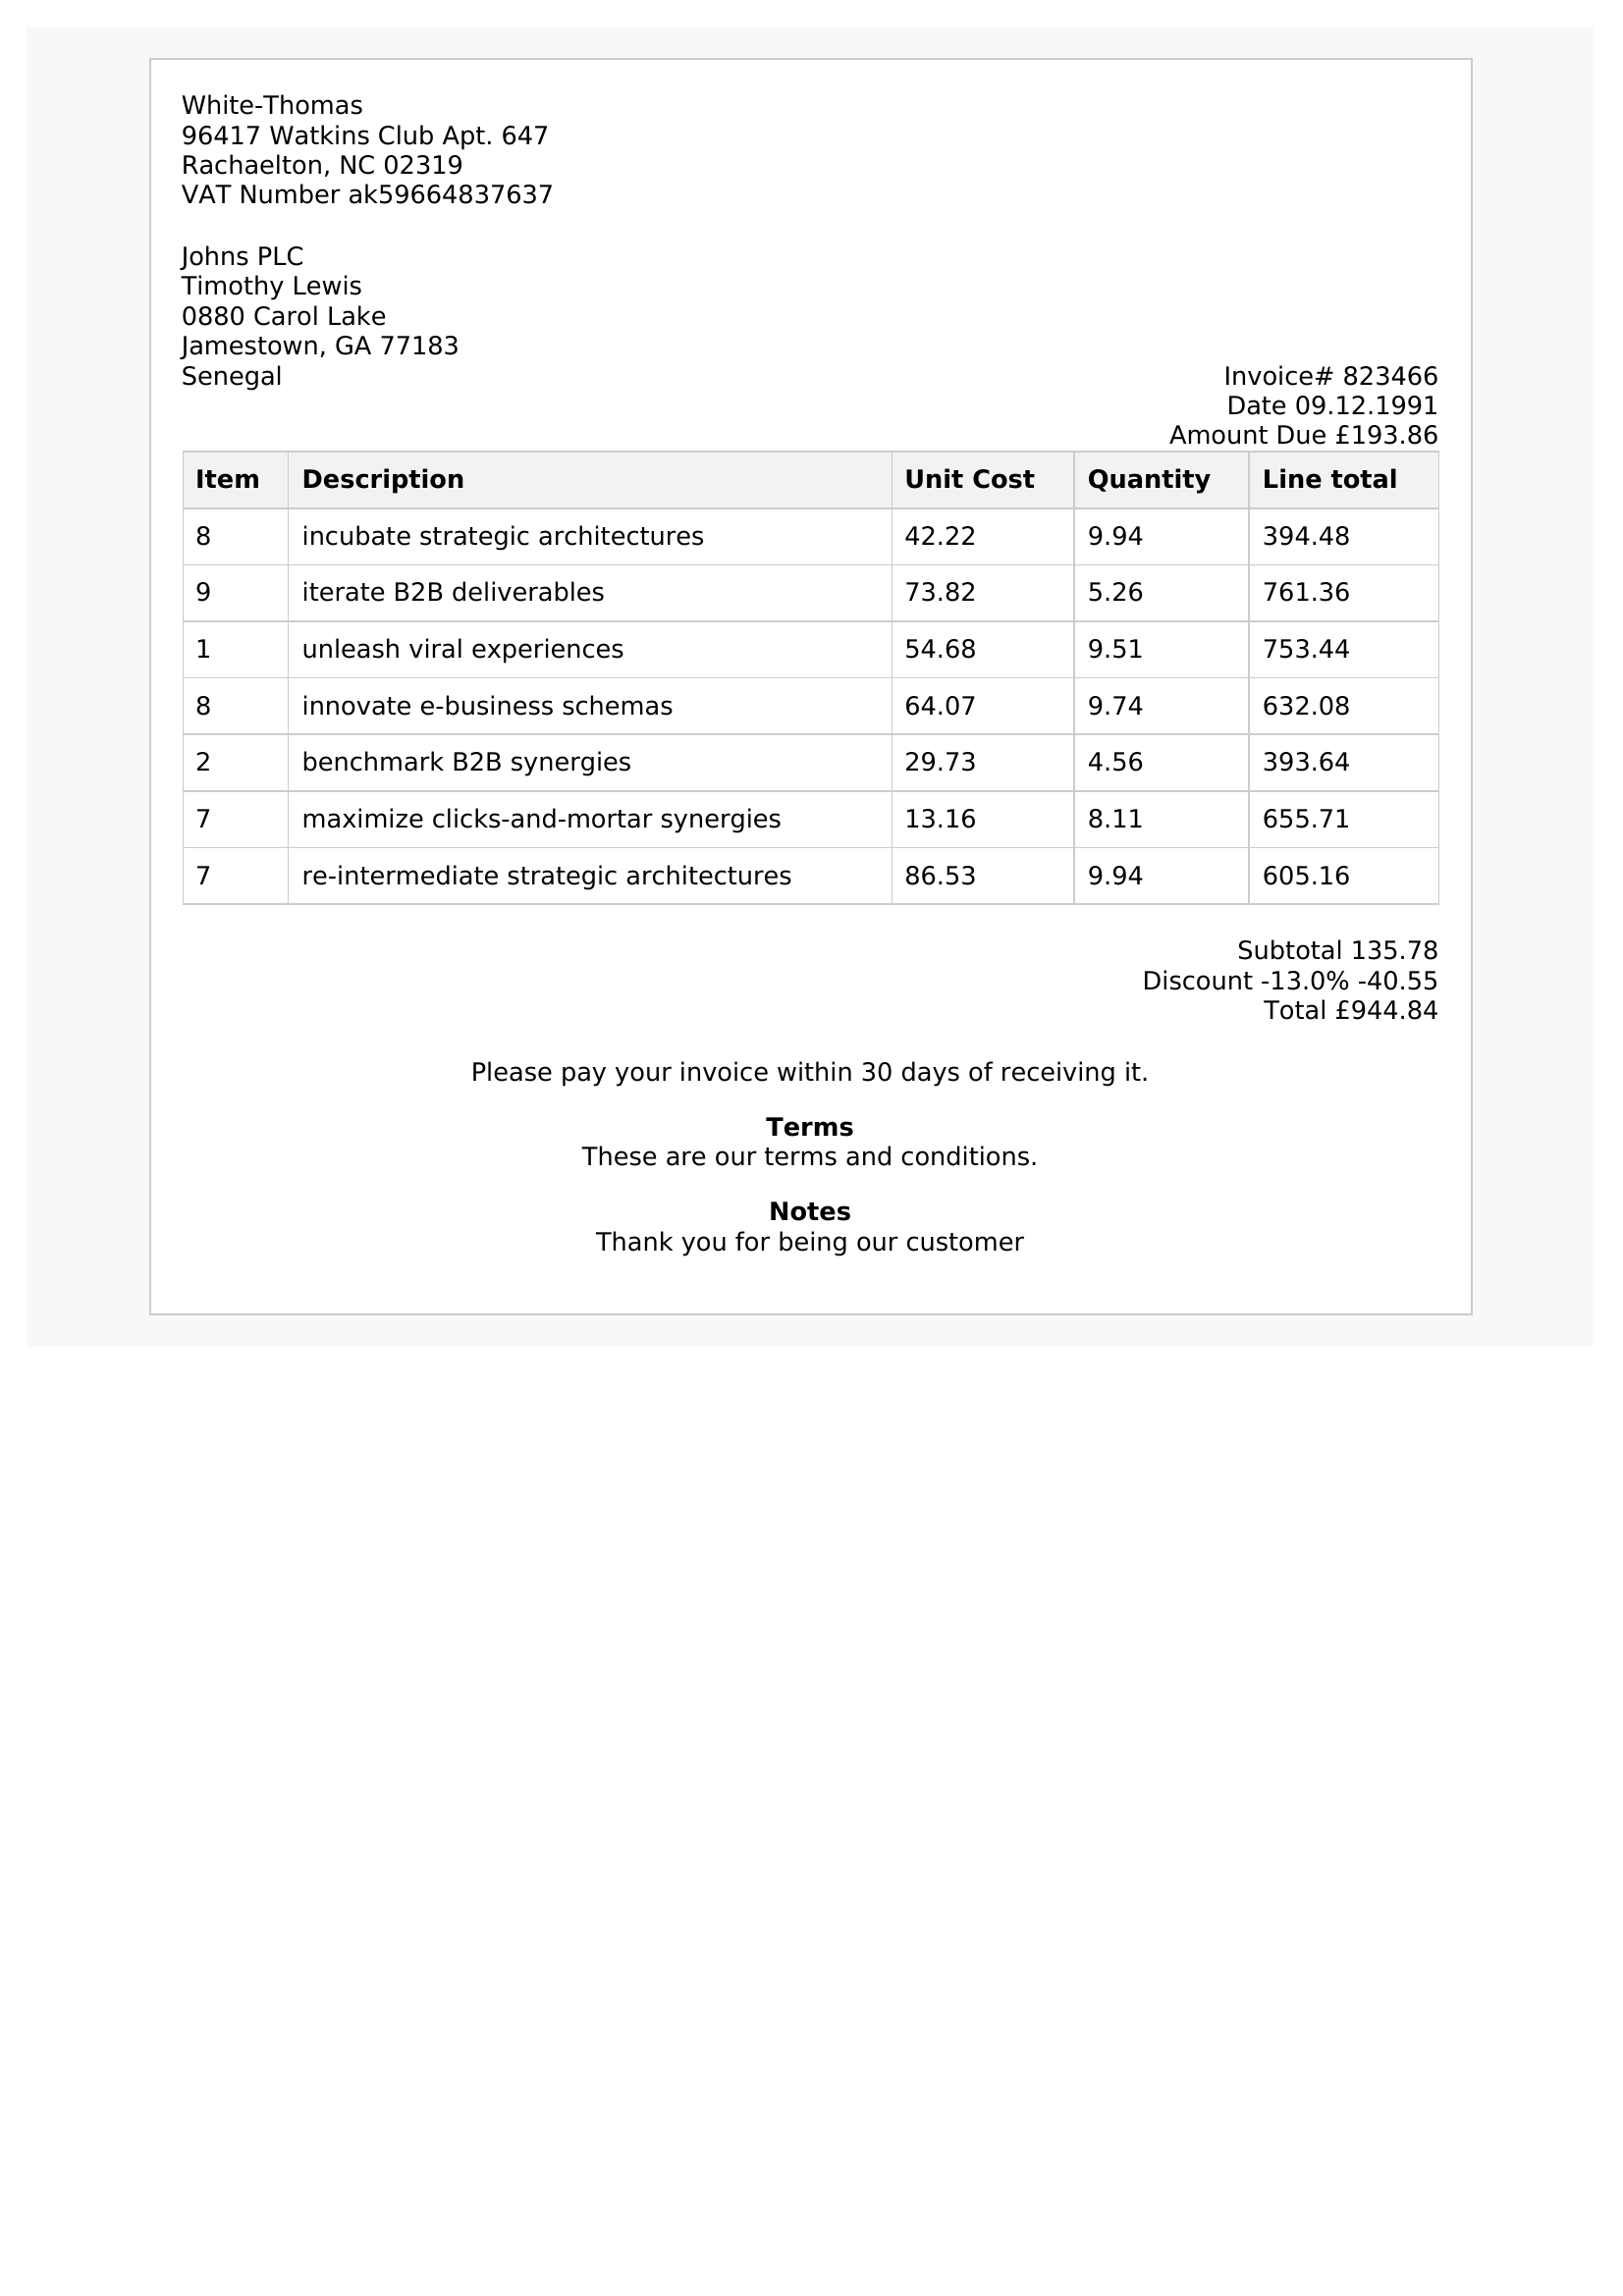 White-Thomas
96417 Watkins Club Apt. 647
Rachaelton, NC 02319
VAT Number ak59664837637
Johns PLC
Timothy Lewis
0880 Carol Lake
Jamestown, GA 77183
Senegal
Invoice# 823466
Date 09.12.1991
Amount Due £193.86
Item Description Unit Cost Quantity Line total
8 incubate strategic architectures 42.22 9.94 394.48
9 iterate B2B deliverables 73.82 5.26 761.36
1 unleash viral experiences 54.68 9.51 753.44
8 innovate e-business schemas 64.07 9.74 632.08
2 benchmark B2B synergies 29.73 4.56 393.64
7 maximize clicks-and-mortar synergies 13.16 8.11 655.71
7 re-intermediate strategic architectures 86.53 9.94 605.16
Subtotal 135.78
Discount -13.0% -40.55
Total £944.84
Please pay your invoice within 30 days of receiving it.
Terms
These are our terms and conditions.
Notes
Thank you for being our customer